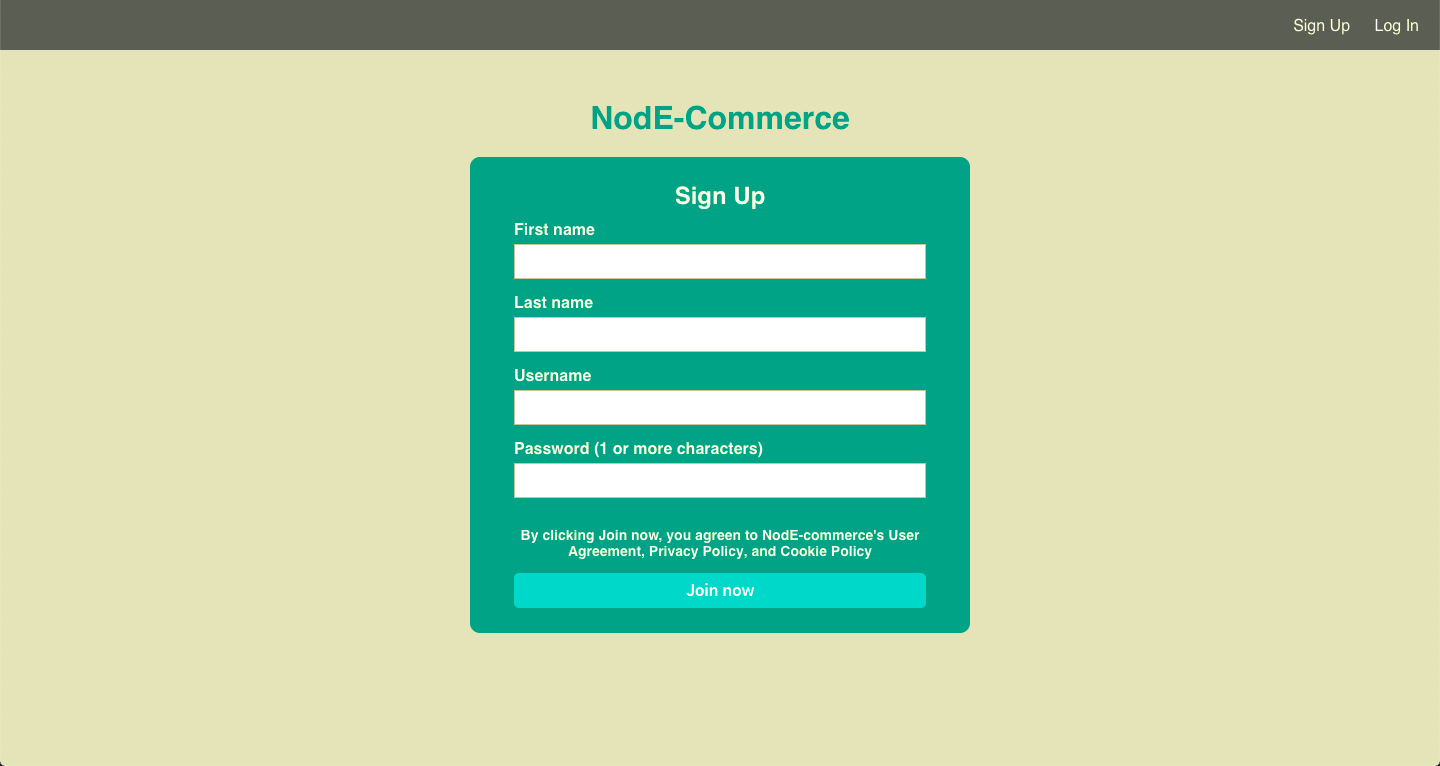 Sign Up Log In
NodE-Commerce
Sign Up
First name
Last name
Username
Password (1 or more characters)
By clicking Join now, you agreen to NodE-commerce's User
Agreement, Privacy Policy, and Cookie Policy
Join now